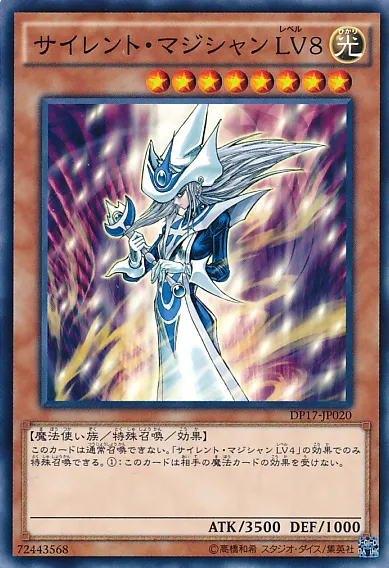 サイレント・マジシャン LV8
レベル
光
ひかり
DP17-JP020
【魔法使い族／特殊召喚／効果】
このカードは通常召喚できない。「サイレント・マジシャン LV4」の効果でのみ
特殊召喚できる。①：このカードは相手の魔法カードの効果を受けない。
ATK/3500 DEF/1000
72443568
©高橋和希 スタジオ・ダイス/集英社